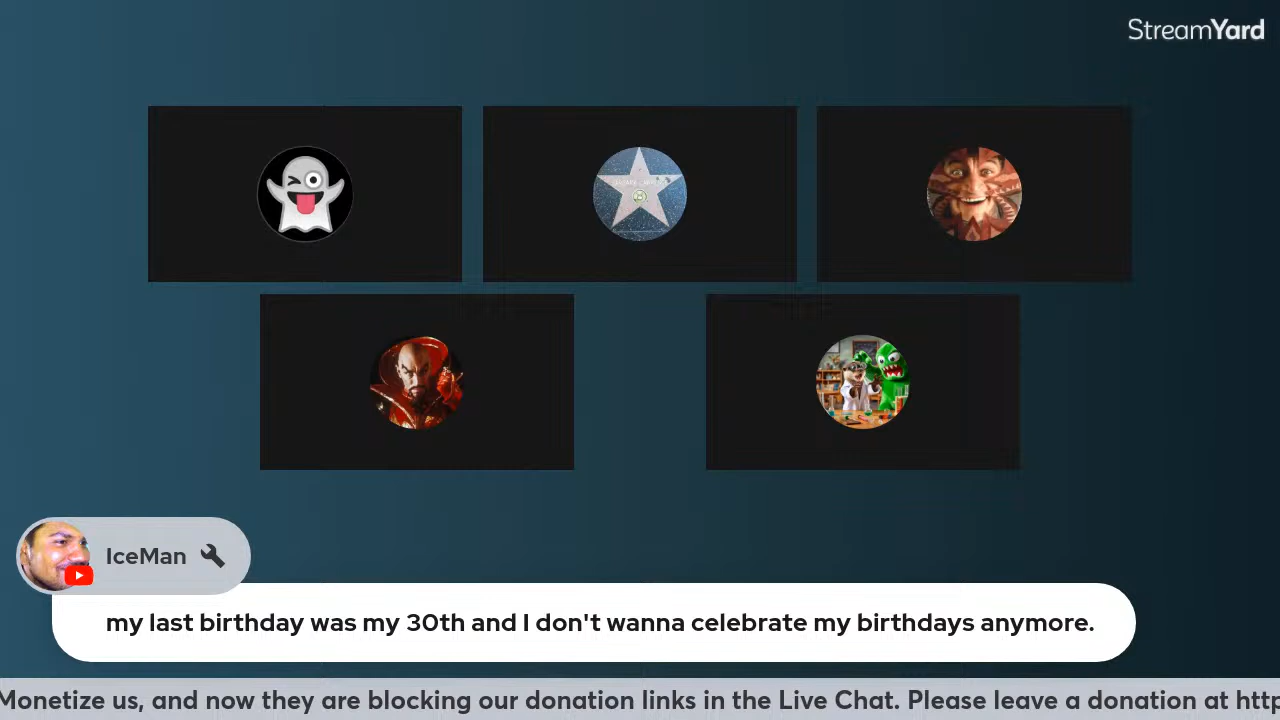 StreamYard
IceMan
my last birthday was my 30th and I don't wanna celebrate my birthdays anymore.
Monetize us, and now they are blocking our donation links in the Live Chat. Please leave a donation at http